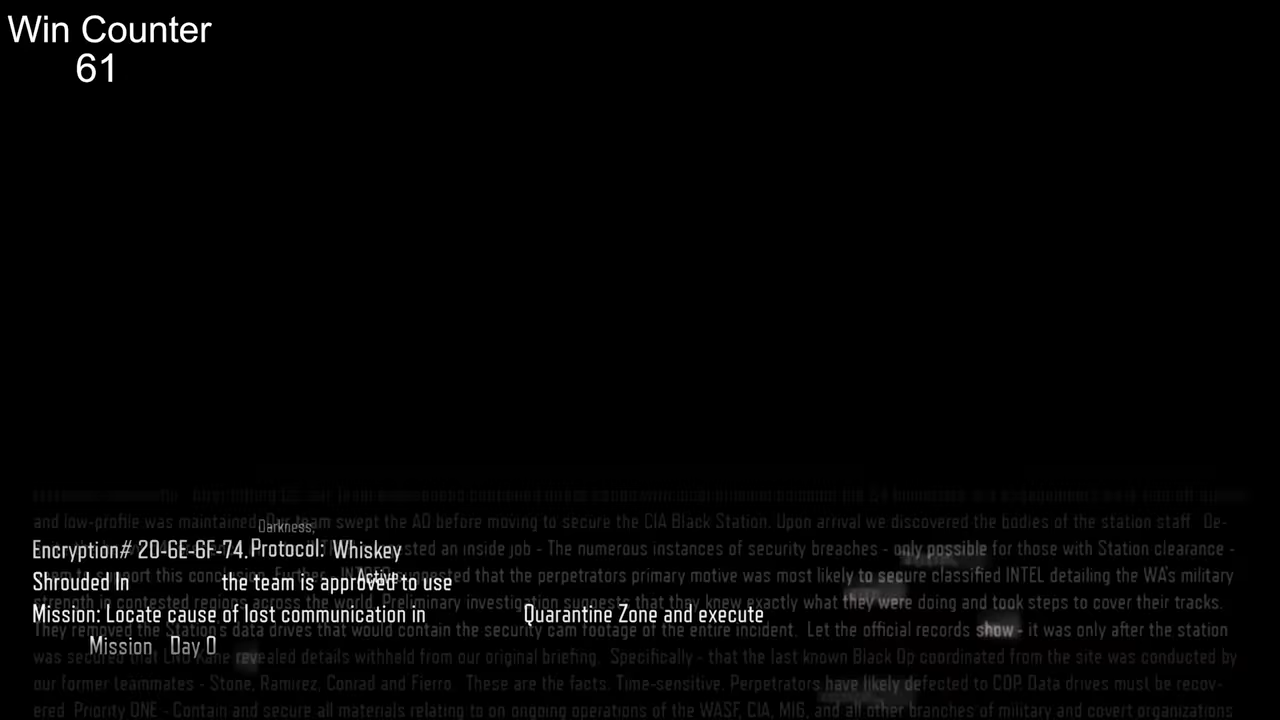 Win Counter
61
and low-profile was maintained. Our team swept the AO before moving to secure the CIA Black Station. Upon arrival we discovered the bodies of the station staff De-
Darkness,
Encryption# 20-6E-6F-74. Protocol: Whiskey
sted an inside job - The numerous instances of security breaches - only possible for those with Station clearance -
Shrouded In the team is approved to use
Active.
suggested that the perpetrators primary motive was most likely to secure classified INTEL detailing the WA's military
strength in contested regions across the world. Preliminary investigation suggests that they knew exactly what they were doing and took steps to cover their tracks.
Mission: Locate cause of lost communication in Quarantine Zone and execute
They removed the Station's data drives that would contain the security cam footage of the entire incident. Let the official records show - it was only after the station
Mission Day 0
was secured that revealed details withheld from our original briefing. Specifically - that the last known Black Op coordinated from the site was conducted by
our former teammates - Stone, Ramirez, Conrad and Fierro. These are the facts. Time-sensitive. Perpetrators have likely defected to CDP. Data drives must be recov-
ered. Priority ONE - Contain and secure all materials relating to on ongoing operations of the WASF, CIA, MI6, and all other branches of military and covert organizations